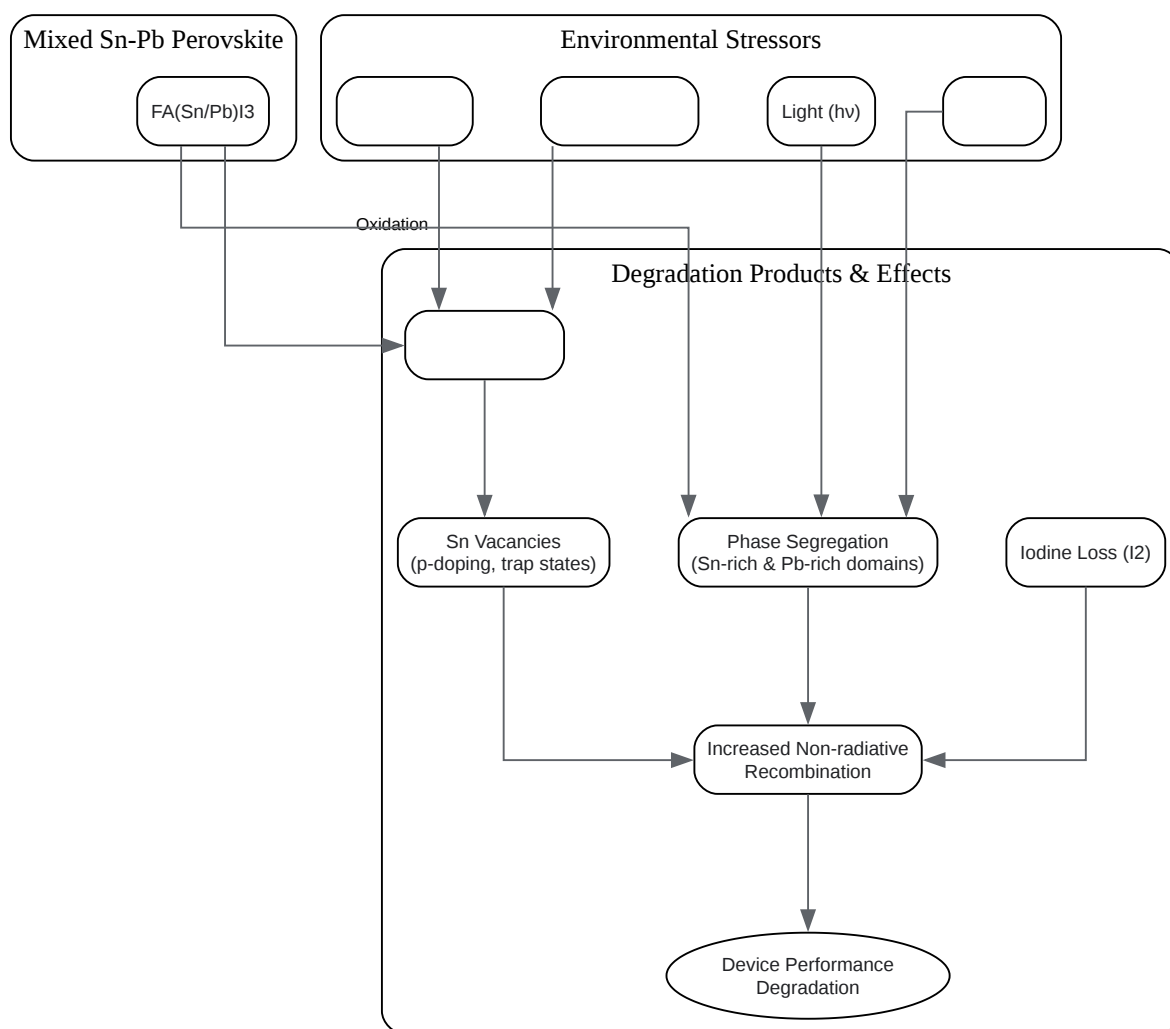 Mixed Sn-Pb Perovskite
Environmental Stressors
FA(Sn/Pb)I3
Light (hν)
Oxidation
Degradation Products & Effects
Sn Vacancies
(p-doping, trap states)
Phase Segregation
(Sn-rich & Pb-rich domains)
Iodine Loss (I2)
Increased Non-radiative
Recombination
Device Performance
Degradation